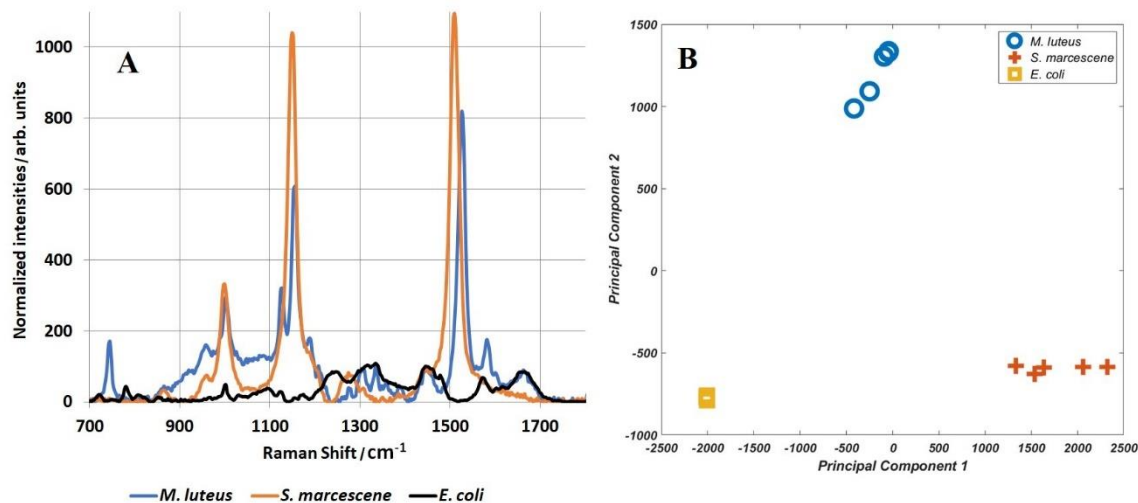 A
Normalized intensities / arb. units
1000
800
600
400
200
0
700 900 1100 1300 1500 1700
Raman Shift / cm-1
M. luteus S. marcescene E. coli
B
M. luteus
S. marcescene
E. coli
Principal Component 2
1500
1000
500
0
-500
-1000
-2500 -2000 -1500 -1000 -500 0 500 1000 1500 2000 2500
Principal Component 1